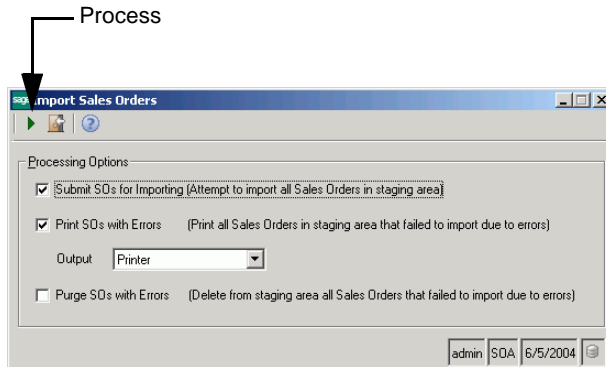 Process
sage Import Sales Orders
Processing Options
Submit SOs for Importing (Attempt to import all Sales Orders in staging area)
Print SOs with Errors (Print all Sales Orders in staging area that failed to import due to errors)
Output Printer
Purge SOs with Errors (Delete from staging area all Sales Orders that failed to import due to errors)
admin SOA 6/5/2004